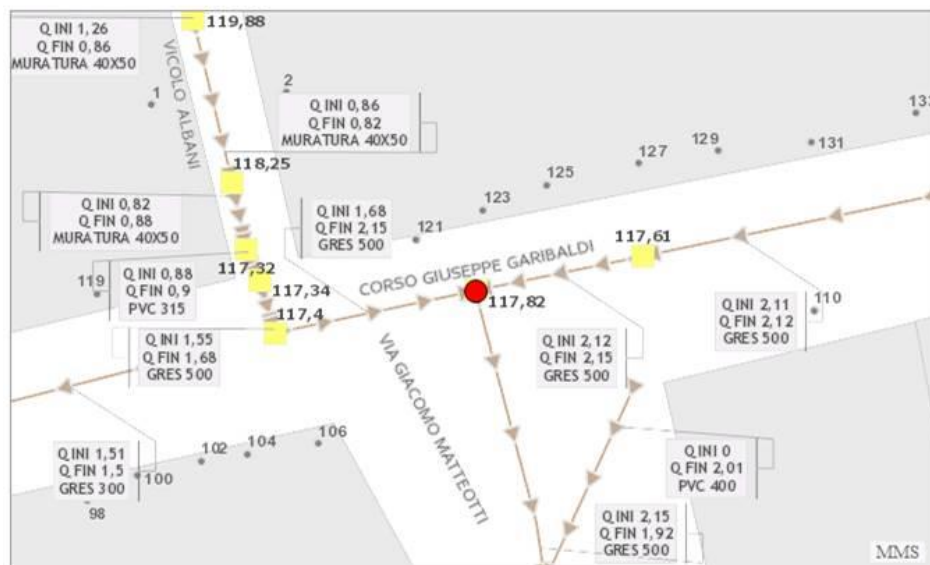 119,88
Q INI 1,26
Q FIN 0,86
MURATURA 40X50
VICOLO ALBANI
1
2
Q INI 0,86
Q FIN 0,82
MURATURA 40X50
133
131
129
127
125
123
121
118,25
Q INI 0,82
Q FIN 0,88
MURATURA 40X50
Q INI 1,68
Q FIN 2,15
GRES 500
CORSO GIUSEPPE GARIBALDI
117,61
119
Q INI 0,88
Q FIN 0,9
PVC 315
117,32
117,34
117,4
117,82
110
Q INI 2,11
Q FIN 2,12
GRES 500
Q INI 1,55
Q FIN 1,68
GRES 500
VIA GIACOMO MATTEOTTI
Q INI 2,12
Q FIN 2,15
GRES 500
Q INI 1,51
Q FIN 1,5
GRES 300
98
100
102
104
106
Q INI 0
Q FIN 2,01
PVC 400
Q INI 2,15
Q FIN 1,92
GRES 500
MMS